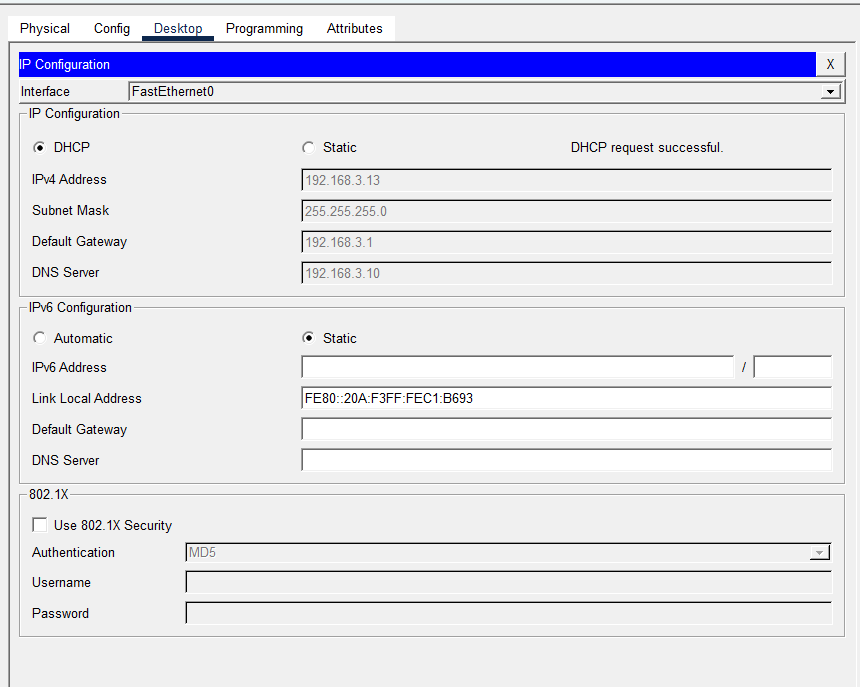 Physical Config Desktop Programming Attributes
IP Configuration X
Interface FastEthernet0
IP Configuration
DHCP Static DHCP request successful.
IPv4 Address 192.168.3.13
Subnet Mask 255.255.255.0
Default Gateway 192.168.3.1
DNS Server 192.168.3.10
IPv6 Configuration
Automatic Static
IPv6 Address /
Link Local Address FE80::20A:F3FF:FEC1:B693
Default Gateway
DNS Server
802.1X
Use 802.1X Security
Authentication MD5
Username
Password